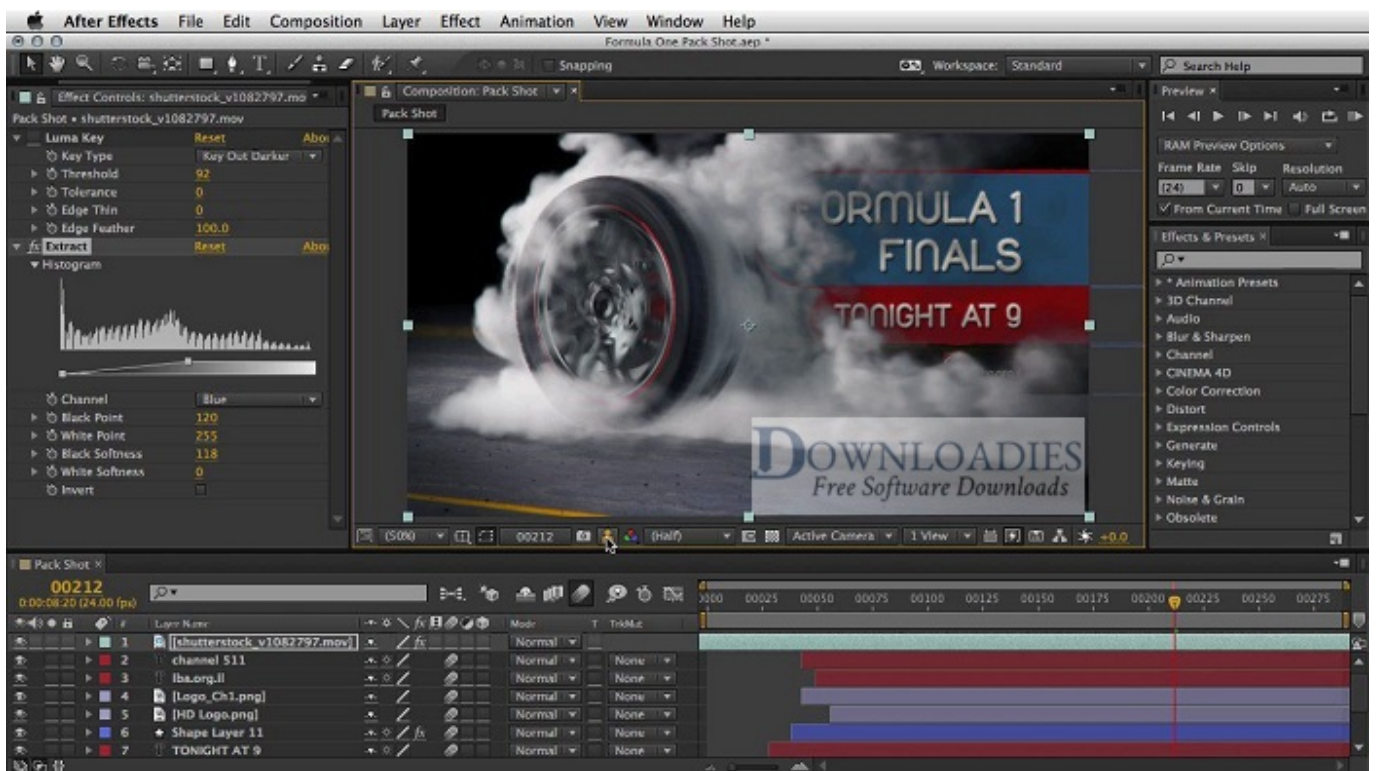 After Effects File Edit Composition Layer Effect Animation View Window Help
Formula One Pack Shot.aep *
Snapping
Workspace: Standard
Search Help
Effect Controls: shutterstock_v1082797.mo
Composition: Pack Shot
Preview
Pack Shot • shutterstock_v1082797.mov
Pack Shot
Luma Key Reset Abou
Key Type Key Out Darker
Threshold 92
Tolerance 0
Edge Thin 0
Edge Feather 100.0
fx Extract Reset Abou
Histogram
Channel Blue
Black Point 120
White Point 255
Black Softness 118
White Softness 0
Invert
FORMULA 1
FINALS
TONIGHT AT 9
DOWNLOADIES
Free Software Downloads
RAM Preview Options
Frame Rate Skip Resolution
(24) 0 Auto
From Current Time Full Screen
Effects & Presets
* Animation Presets
3D Channel
Audio
Blur & Sharpen
Channel
CINEMA 4D
Color Correction
Distort
Expression Controls
Generate
Keying
Matte
Noise & Grain
Obsolete
(50%) 00212 (Half) Active Camera 1 View +0.0
Pack Shot
00212
0:00:08:20 (24.00 fps)
0000 00025 00050 00075 00100 00125 00150 00175 00200 00225 00250 00275
# Layer Name Mode T TrkMat
1 [shutterstock_v1082797.mov] Normal
2 channel 511 Normal None
3 iba.org.il Normal None
4 [Logo_Ch1.png] Normal None
5 [HD Logo.png] Normal None
6 Shape Layer 11 Normal None
7 TONIGHT AT 9 Normal None